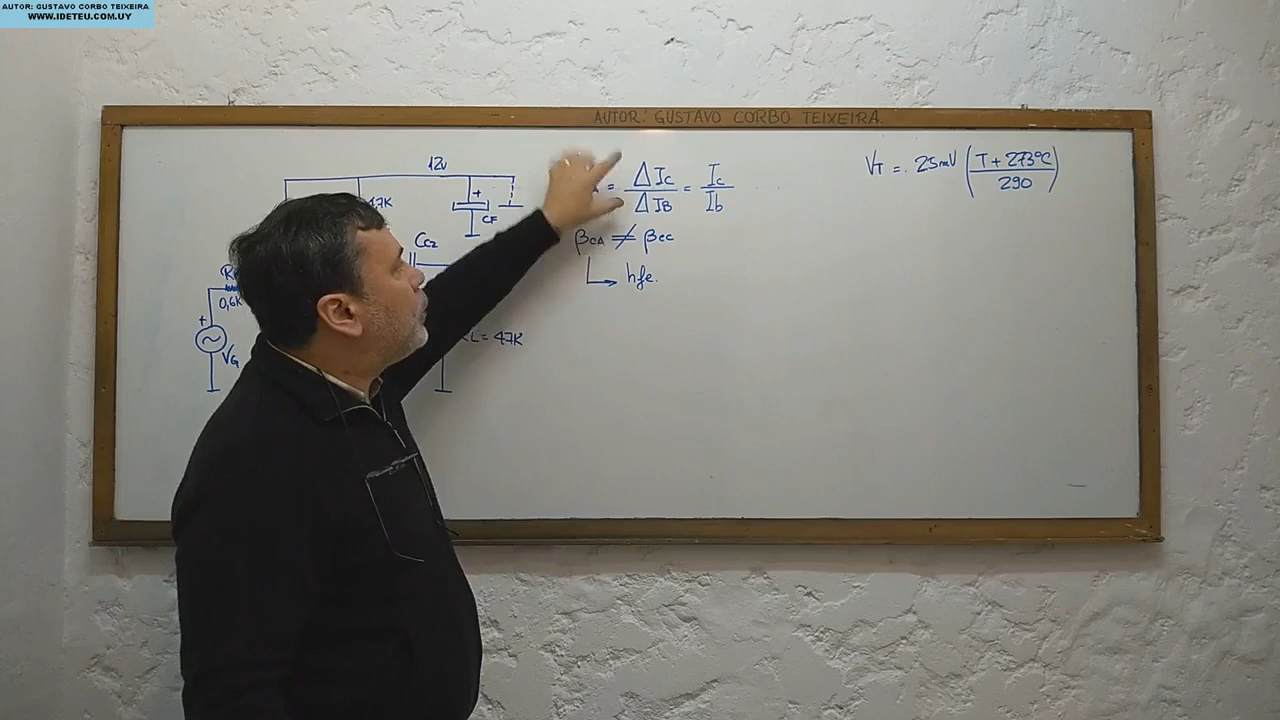 AUTOR: GUSTAVO CORBO TEIXEIRA
WWW.IDETEU.COM.UY
AUTOR: GUSTAVO CORBO TEIXEIRA.
12V
47K
+
CF
Cc2
0,6K
+
VG
L = 47K
= ΔIc / ΔIB = Ic / Ib
βCA ≠ βCC
hfe.
VT = 25mV ( T + 273°C / 290 )